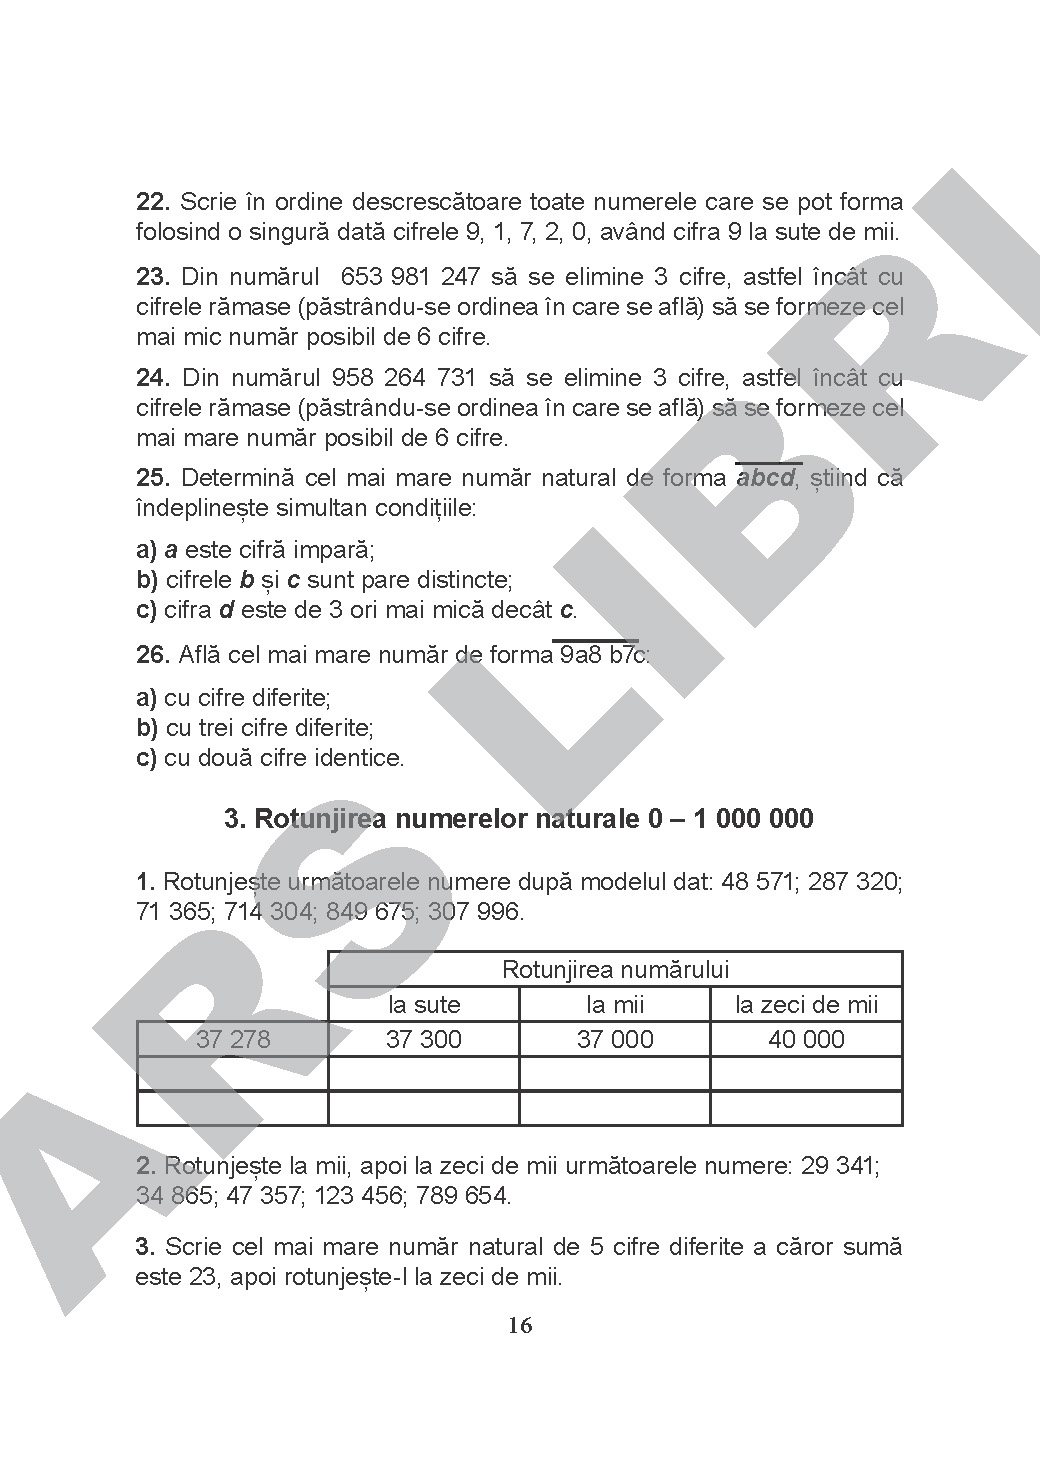 22. Scrie în ordine descrescătoare toate numerele care se pot forma
folosind o singură dată cifrele 9, 1, 7, 2, 0, având cifra 9 la sute de mii.
23. Din numărul 653 981 247 să se elimine 3 cifre, astfel încât cu
cifrele rămase (păstrându-se ordinea în care se află) să se formeze cel
mai mic număr posibil de 6 cifre.
24. Din numărul 958 264 731 să se elimine 3 cifre, astfel încât cu
cifrele rămase (păstrându-se ordinea în care se află) să se formeze cel
mai mare număr posibil de 6 cifre.
25. Determină cel mai mare număr natural de forma abcd, știind că
îndeplinește simultan condițiile:
a) a este cifră impară;
b) cifrele b și c sunt pare distincte;
c) cifra d este de 3 ori mai mică decât c.
26. Află cel mai mare număr de forma 9a8 b7c:
a) cu cifre diferite;
b) cu trei cifre diferite;
c) cu două cifre identice.
3. Rotunjirea numerelor naturale 0 – 1 000 000
1. Rotunjește următoarele numere după modelul dat: 48 571; 287 320;
71 365; 714 304; 849 675; 307 996.
Rotunjirea numărului
la sute la mii la zeci de mii
37 278 37 300 37 000 40 000
2. Rotunjește la mii, apoi la zeci de mii următoarele numere: 29 341;
34 865; 47 357; 123 456; 789 654.
3. Scrie cel mai mare număr natural de 5 cifre diferite a căror sumă
este 23, apoi rotunjește-l la zeci de mii.
16
ARS LIBRI